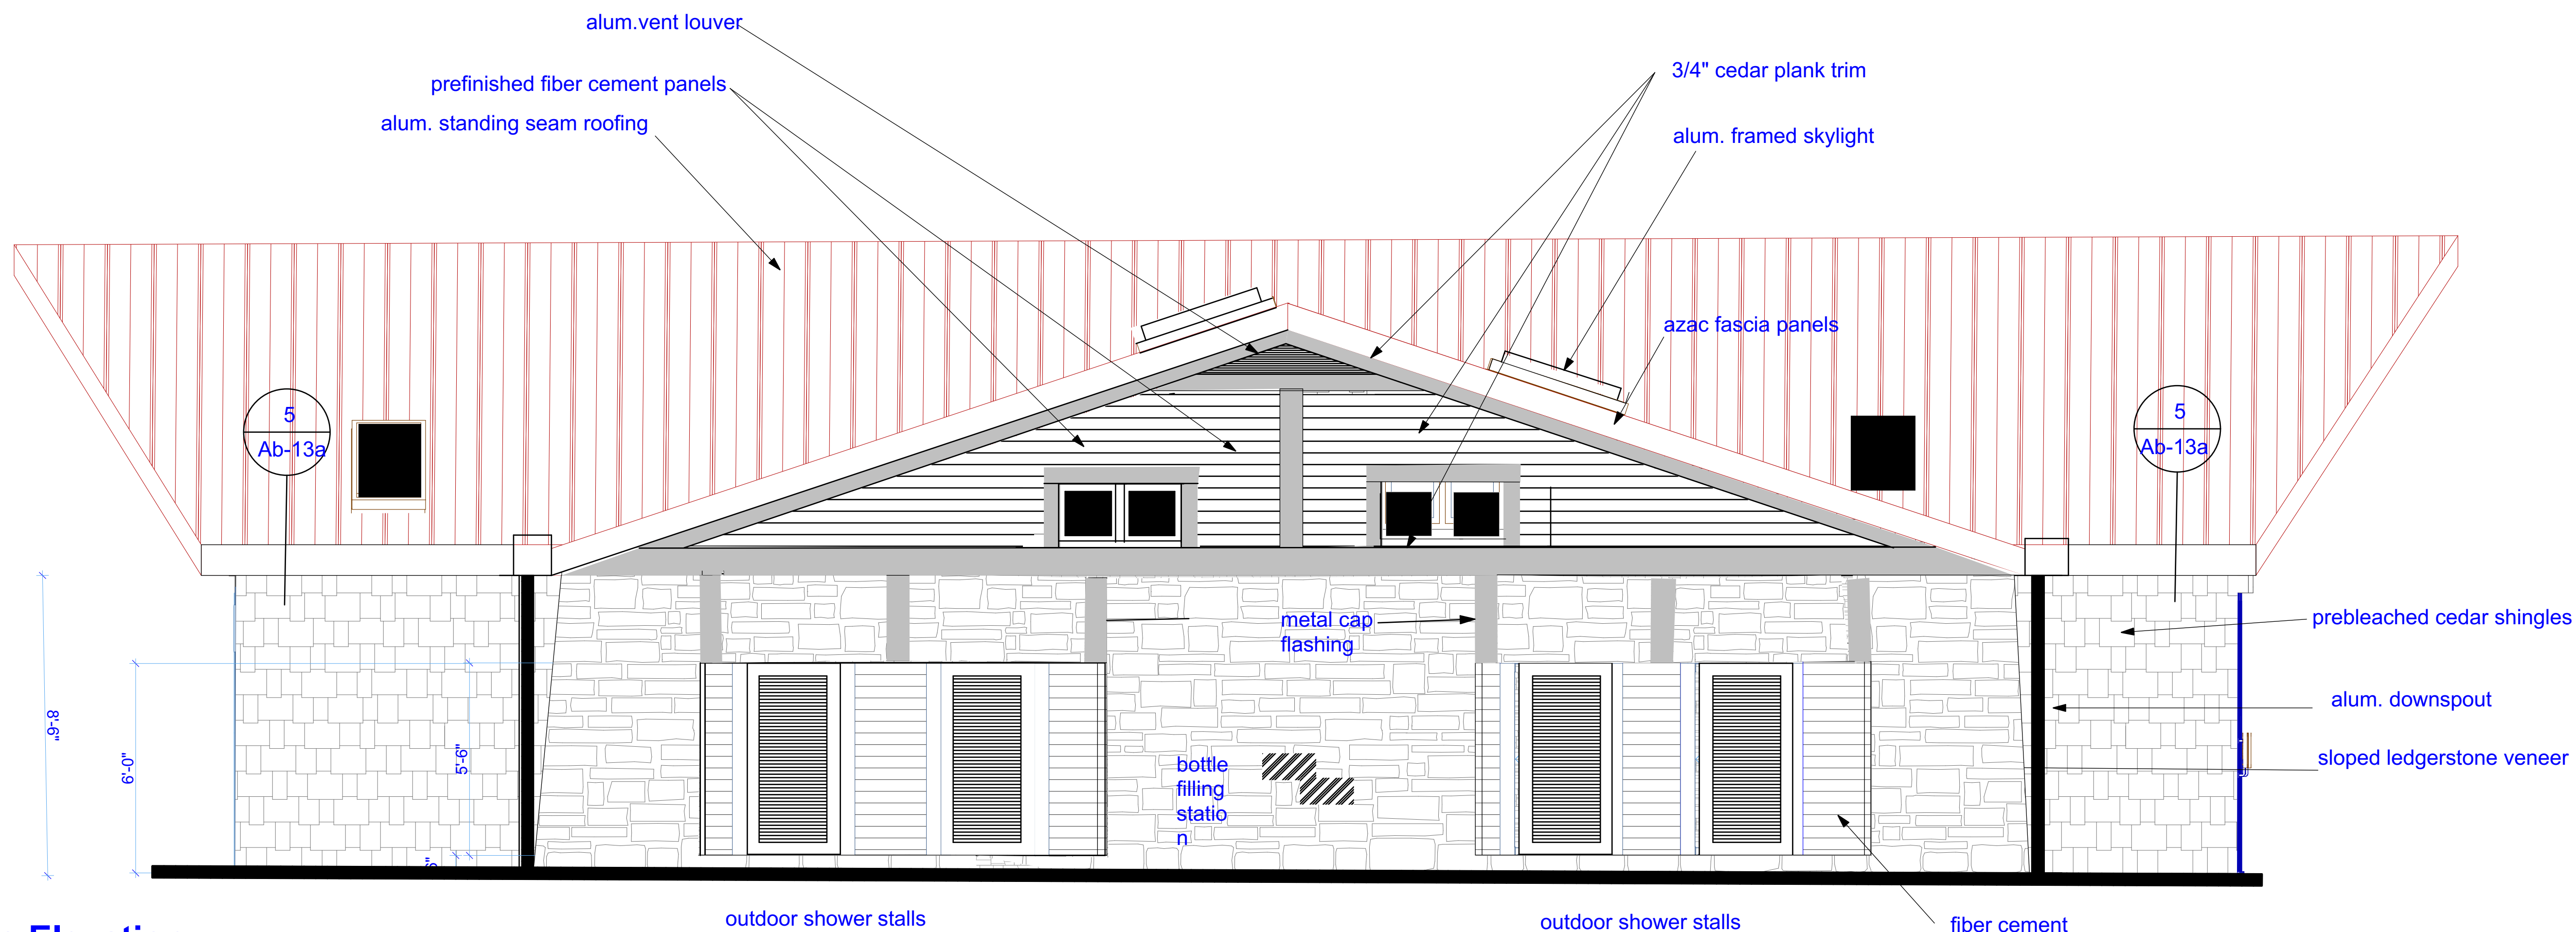 alum.vent louver
3/4" cedar plank trim
prefinished fiber cement panels
alum. standing seam roofing
alum. framed skylight
azac fascia panels
5
Ab-13a
5
Ab-13a
metal cap
flashing
prebleached cedar shingles
alum. downspout
sloped ledgerstone veneer
8'-6"
6'-0"
5'-6"
bottle
filling
statio
n
outdoor shower stalls
outdoor shower stalls
fiber cement